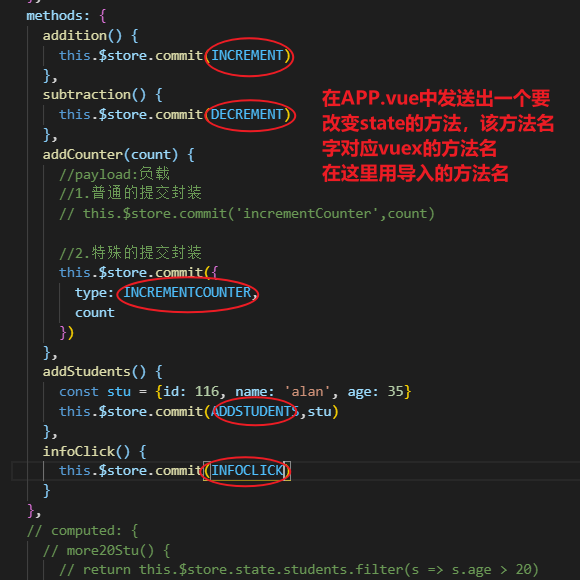 methods: {
addition() {
this.$store.commit(INCREMENT)
},
subtraction() {
this.$store.commit(DECREMENT)
},
addCounter(count) {
//payload:负载
//1.普通的提交封装
// this.$store.commit('incrementCounter',count)
//2.特殊的提交封装
this.$store.commit({
type: INCREMENTCOUNTER,
count
})
},
addStudents() {
const stu = {id: 116, name: 'alan', age: 35}
this.$store.commit(ADDSTUDENTS,stu)
},
infoClick() {
this.$store.commit(INFOCLICK)
}
},
// computed: {
// more20Stu() {
// return this.$store.state.students.filter(s => s.age > 20)
在APP.vue中发送出一个要
改变state的方法，该方法名
字对应vuex的方法名
在这里用导入的方法名